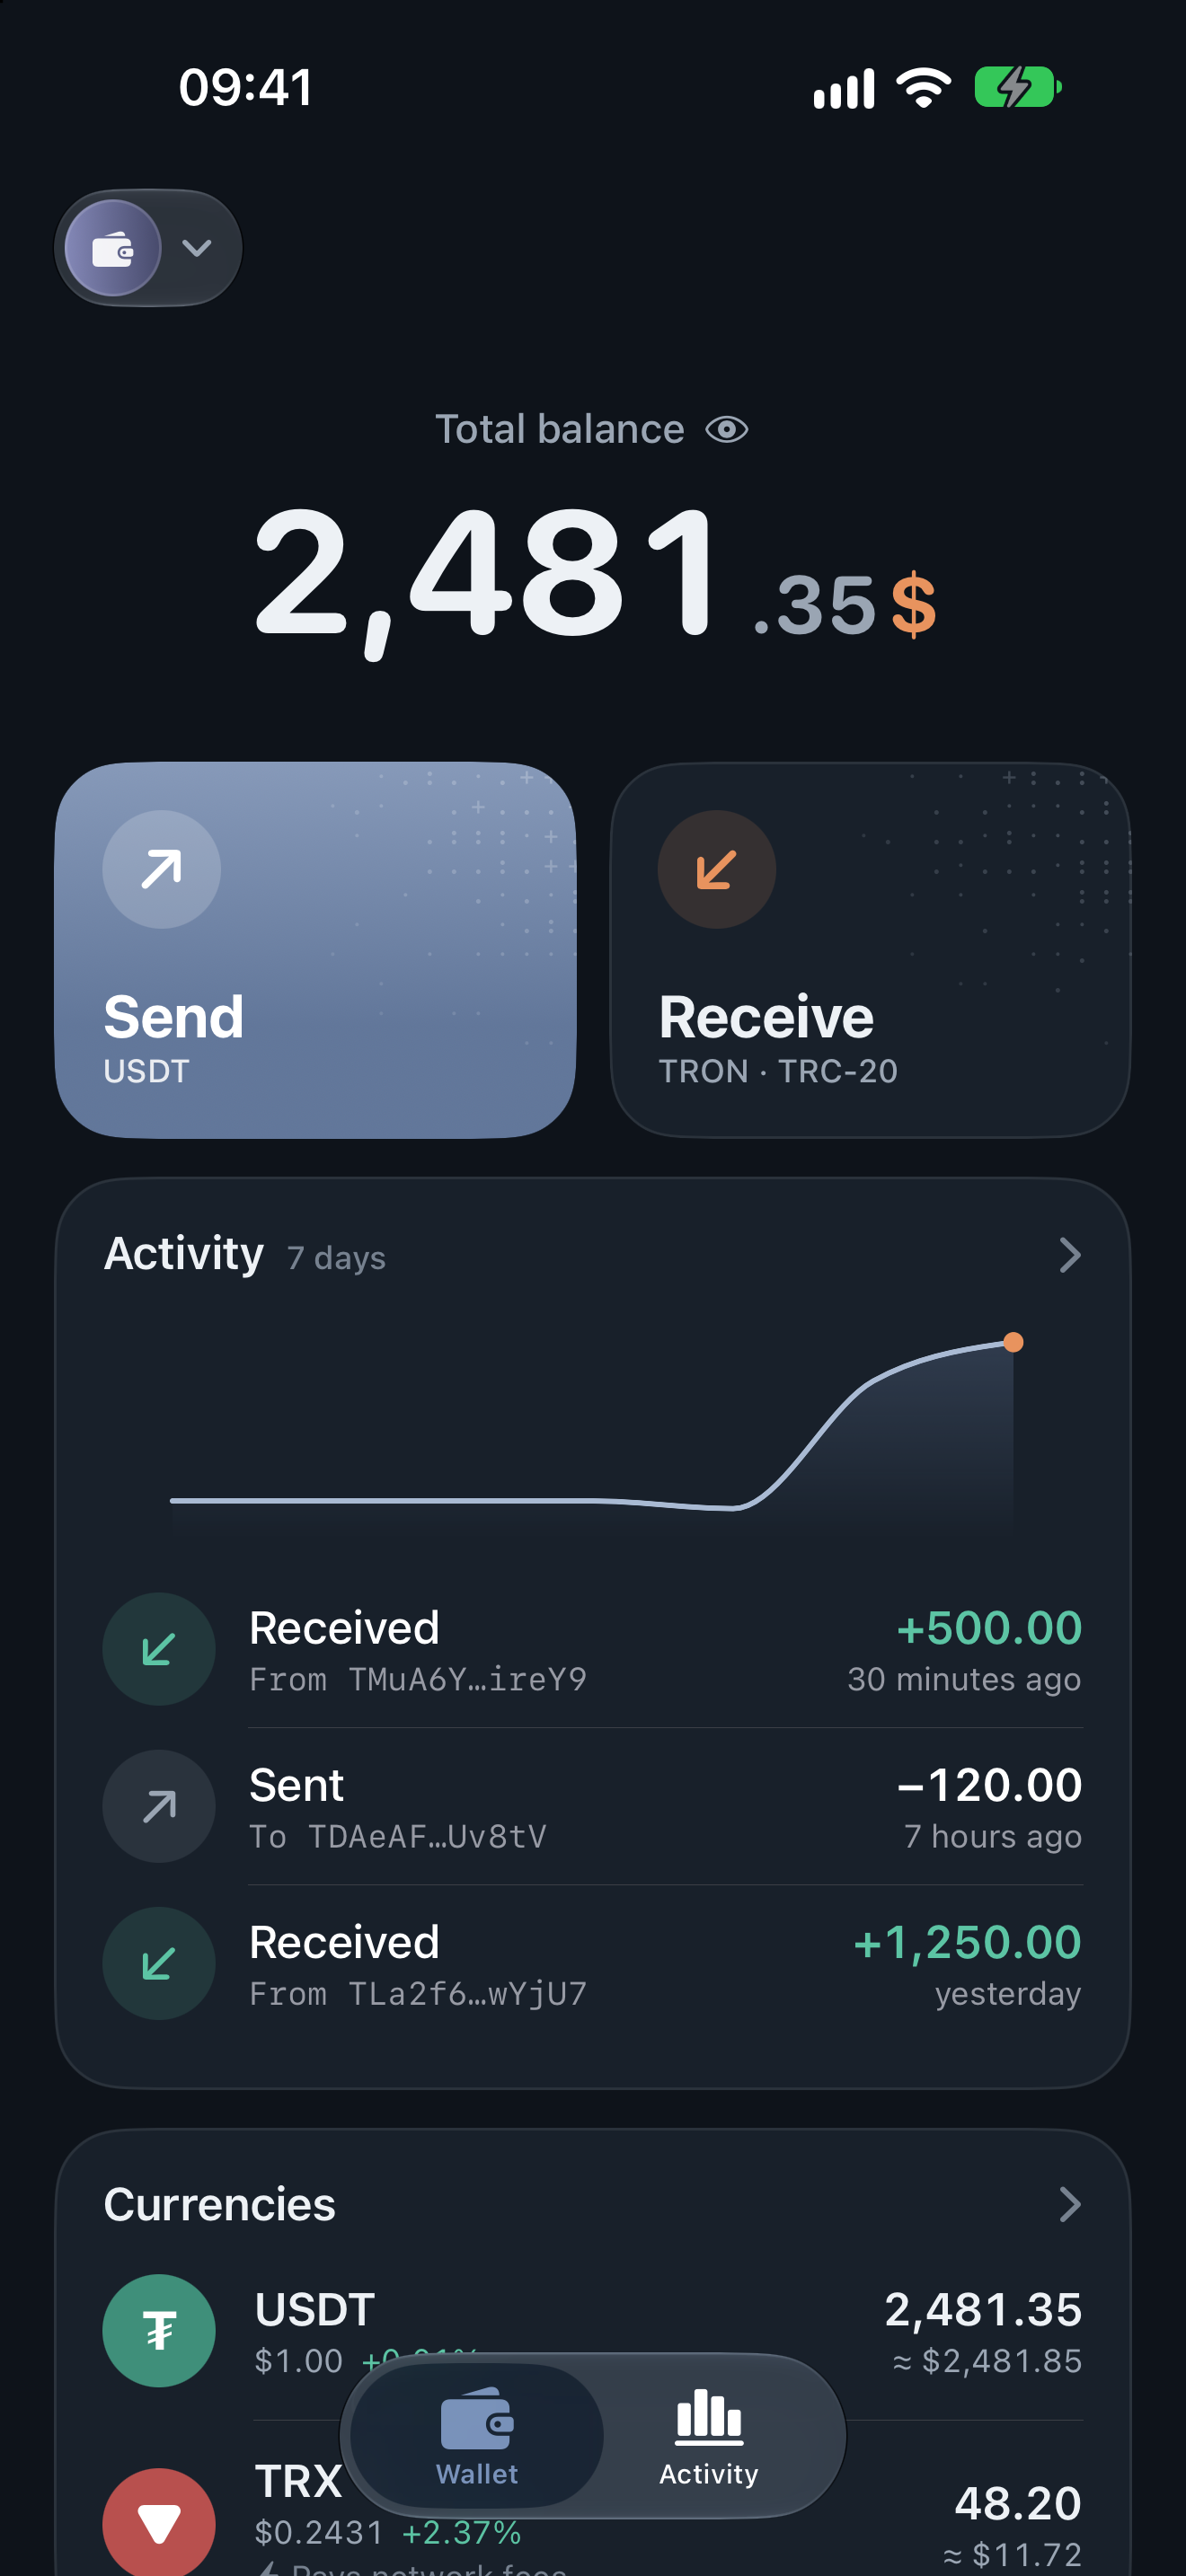 09:41
Total balance
2,481.35$
Send
USDT
Receive
TRON · TRC-20
Activity 7 days
Received
+500.00
From TMuA6Y…ireY9
30 minutes ago
Sent
−120.00
To TDAeAF…Uv8tV
7 hours ago
Received
+1,250.00
From TLa2f6…wYjU7
yesterday
Currencies
USDT
2,481.35
$1.00
≈ $2,481.85
TRX
48.20
$0.2431 +2.37%
≈ $11.72
Wallet
Activity